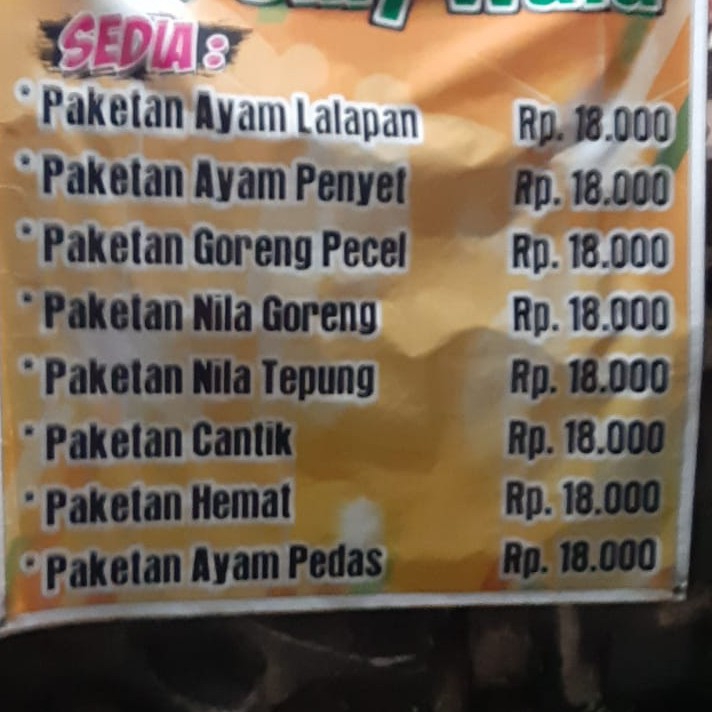 SEDIA :
* Paketan Ayam Lalapan Rp. 18.000
* Paketan Ayam Penyet Rp. 18.000
* Paketan Goreng Pecel Rp. 18.000
* Paketan Nila Goreng Rp. 18.000
* Paketan Nila Tepung Rp. 18.000
* Paketan Cantik Rp. 18.000
* Paketan Hemat Rp. 18.000
* Paketan Ayam Pedas Rp. 18.000